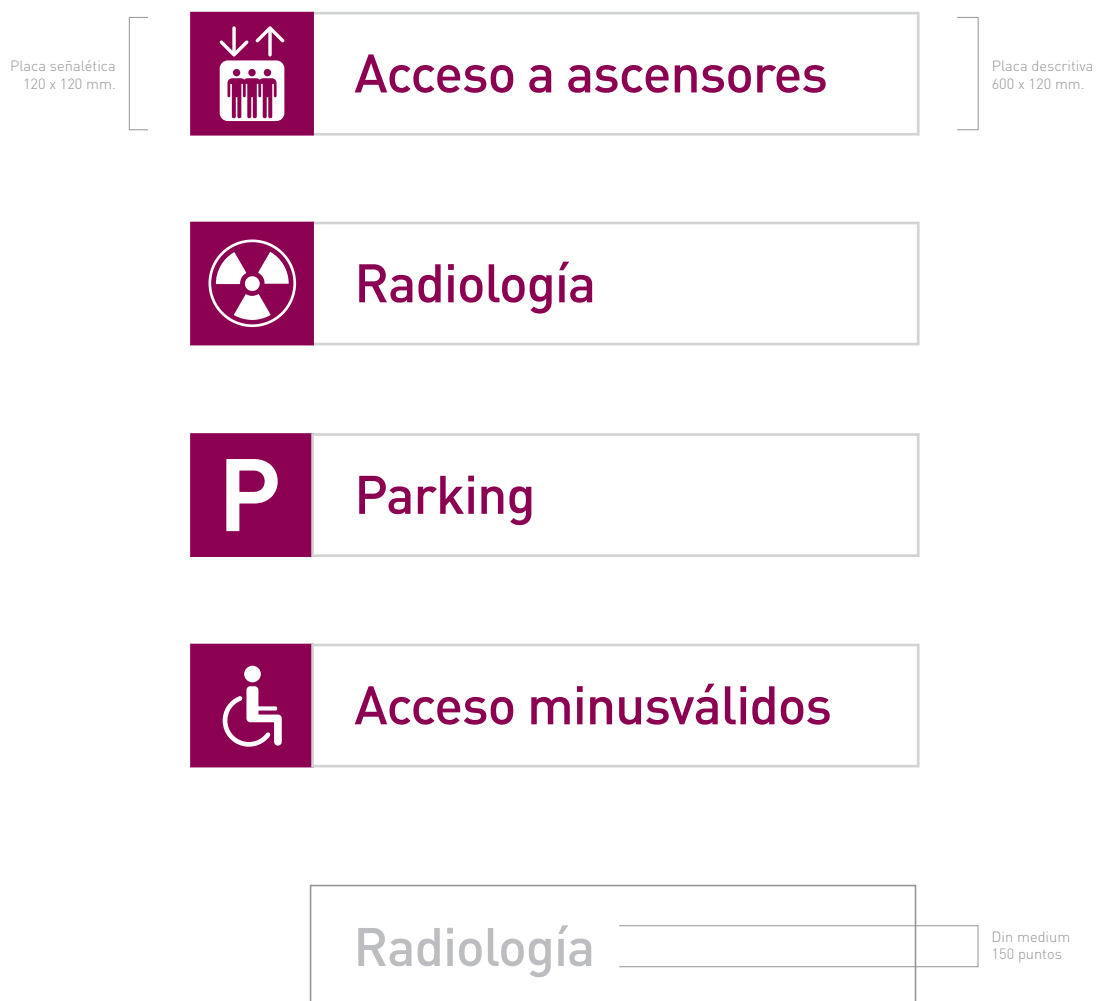 Placa señalética
120 x 120 mm.
Acceso a ascensores
Placa descritiva
600 x 120 mm.
Radiología
P
Parking
Acceso minusválidos
Radiología
Din medium
150 puntos